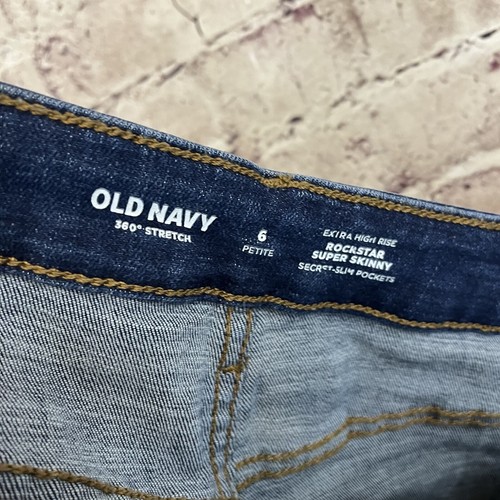 OLD NAVY
360° STRETCH
6
PETITE
EXTRA HIGH RISE
ROCKSTAR
SUPER SKINNY
SECRET-SLIM POCKETS